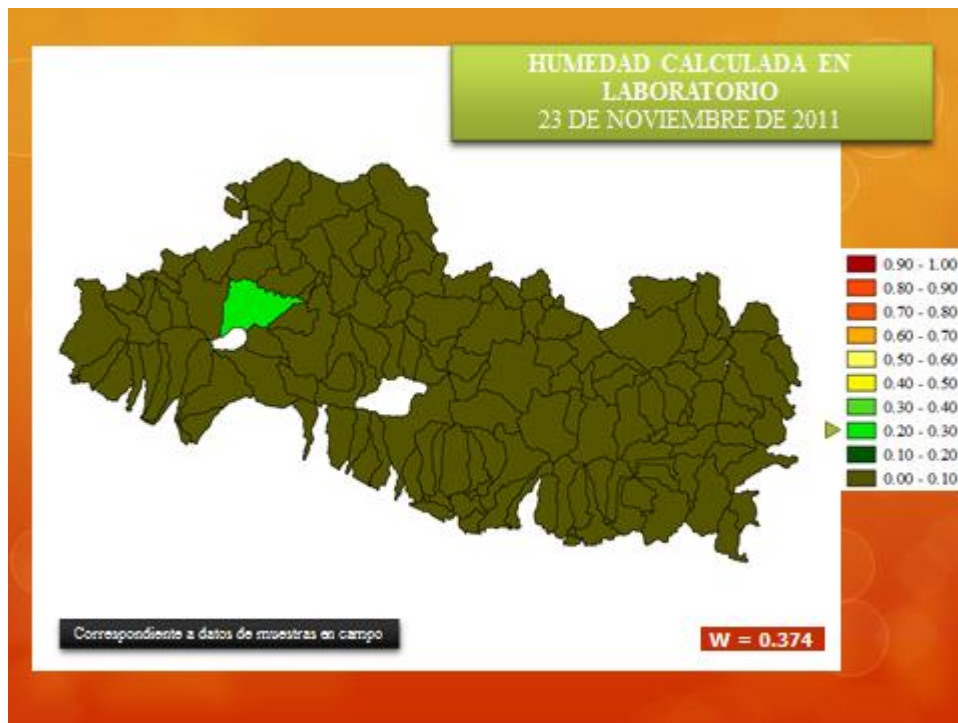 HUMEDAD CALCULADA EN
LABORATORIO
23 DE NOVIEMBRE DE 2011
0.90 - 1.00
0.80 - 0.90
0.70 - 0.80
0.60 - 0.70
0.50 - 0.60
0.40 - 0.50
0.30 - 0.40
0.20 - 0.30
0.10 - 0.20
0.00 - 0.10
Correspondiente a datos de muestras en campo
W = 0.374